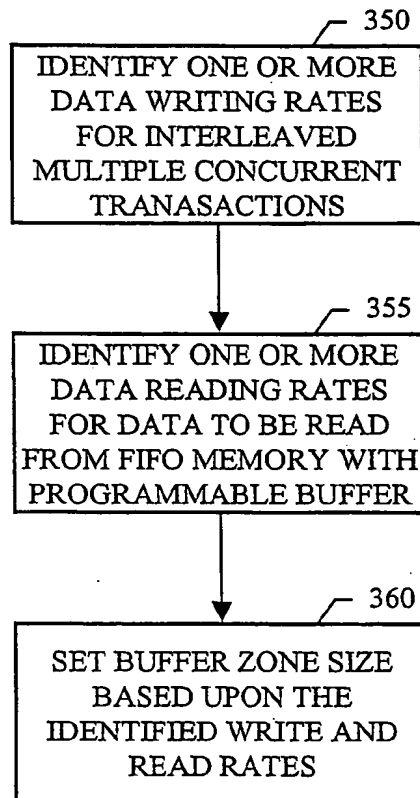 350
IDENTIFY ONE OR MORE
DATA WRITING RATES
FOR INTERLEAVED
MULTIPLE CONCURRENT
TRANASACTIONS
355
IDENTIFY ONE OR MORE
DATA READING RATES
FOR DATA TO BE READ
FROM FIFO MEMORY WITH
PROGRAMMABLE BUFFER
360
SET BUFFER ZONE SIZE
BASED UPON THE
IDENTIFIED WRITE AND
READ RATES